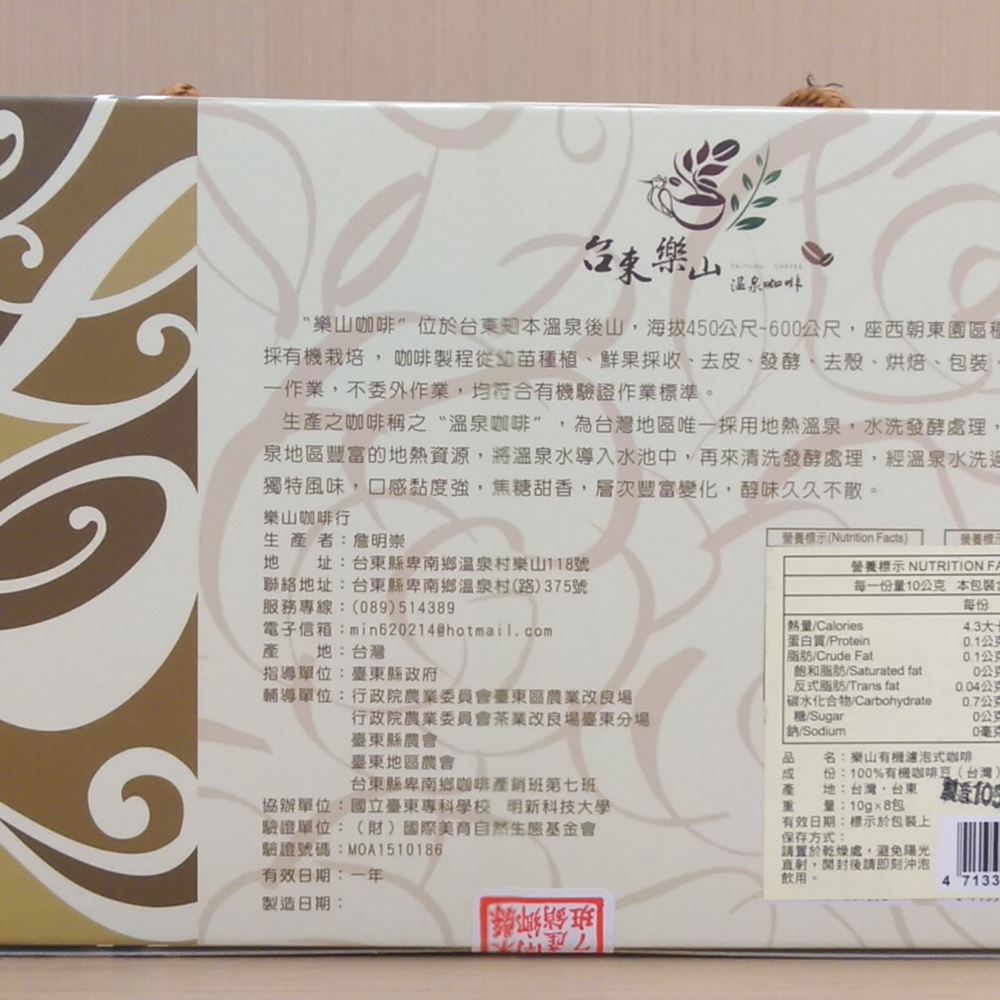 台東樂山
TAITUNG COFFEE
溫泉咖啡
“樂山咖啡”位於台東知本溫泉後山，海拔450公尺~600公尺，座西朝東園區種
採有機栽培， 咖啡製程從幼苗種植、鮮果採收、去皮、發酵、去殼、烘焙、包裝、
一作業，不委外作業，均符合有機驗證作業標準。
生產之咖啡稱之“溫泉咖啡”，為台灣地區唯一採用地熱溫泉，水洗發酵處理，
泉地區豐富的地熱資源，將溫泉水導入水池中，再來清洗發酵處理，經溫泉水洗過
獨特風味，口感黏度強，焦糖甜香，層次豐富變化，醇味久久不散。
樂山咖啡行
生 產 者：詹明崇
地 址：台東縣卑南鄉溫泉村樂山118號
聯絡地址：台東縣卑南鄉溫泉村(路)375號
服務專線：(089)514389
電子信箱：min620214@hotmail.com
產 地：台灣
指導單位：臺東縣政府
輔導單位：行政院農業委員會臺東區農業改良場
行政院農業委員會茶業改良場臺東分場
臺東縣農會
臺東地區農會
台東縣卑南鄉咖啡產銷班第七班
協辦單位：國立臺東專科學校 明新科技大學
驗證單位：（財）國際美育自然生態基金會
驗證號碼：MOA1510186
有效日期：一年
製造日期：
營養標示(Nutrition Facts)
營養標示
營養標示 NUTRITION FA
每一份量10公克 本包裝
每份
熱量/Calories 4.3大卡
蛋白質/Protein 0.1公克
脂肪/Crude Fat 0.1公克
飽和脂肪/Saturated fat 0公克
反式脂肪/Trans fat 0.04公克
碳水化合物/Carbohydrate 0.7公克
糖/Sugar 0公克
鈉/Sodium 0毫克
品 名：樂山有機濾泡式咖啡
成 份：100%有機咖啡豆（台灣）
產 地：台灣．台東
重 量：10g×8包
有效日期：標示於包裝上
保存方式：
請置於乾燥處，避免陽光
直射，開封後請即刻沖泡
飲用。
製造105
4 7133